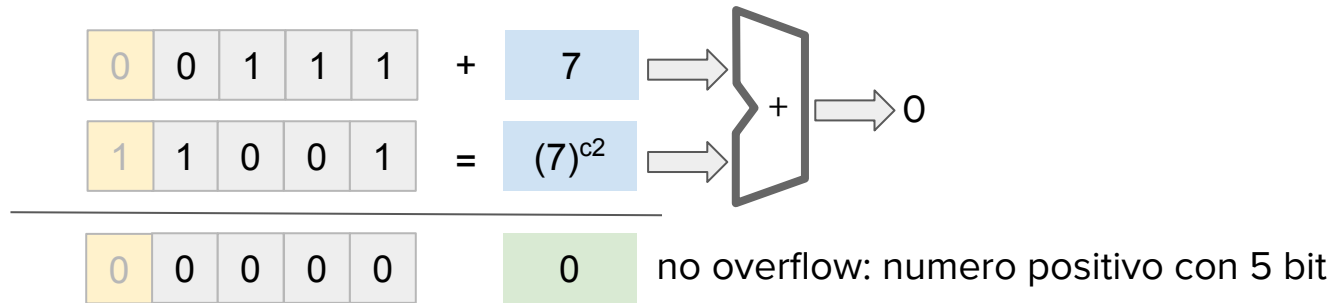 0 0 1 1 1 + 7
+ 0
1 1 0 0 1 = (7)^c2
0 0 0 0 0 0 no overflow: numero positivo con 5 bit